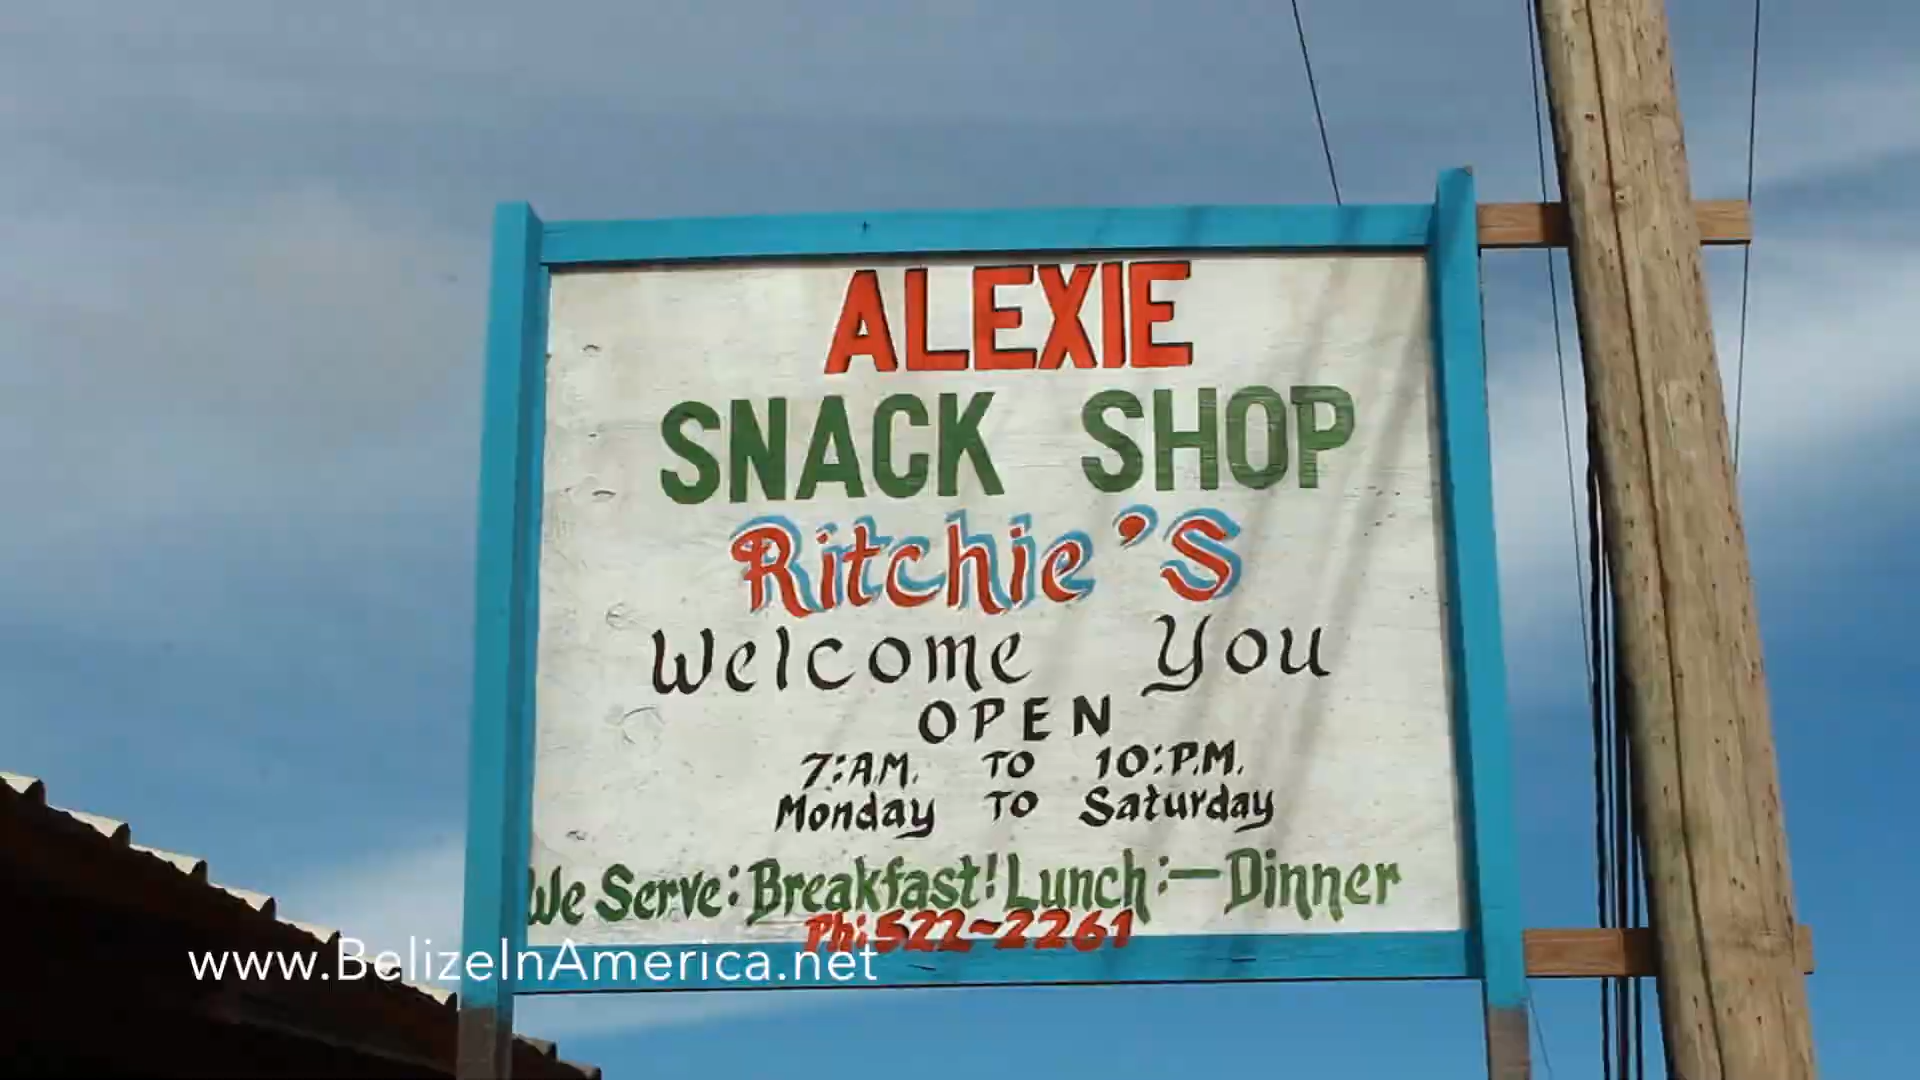 ALEXIE
SNACK SHOP
Ritchie's
Welcome You
OPEN
7:A.M. TO 10:P.M.
Monday TO Saturday
We Serve: Breakfast! Lunch:- Dinner
Ph: 522-2261
www.BelizeInAmerica.net